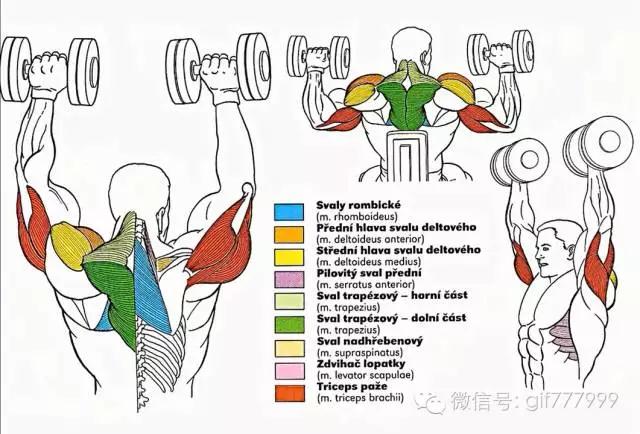 Svaly rombické
(m. rhomboideus)
Přední hlava svalu deltového
(m. deltoideus anterior)
Střední hlava svalu deltového
(m. deltoideus medius)
Pilovitý sval přední
(m. serratus anterior)
Sval trapézový – horní část
(m. trapezius)
Sval trapézový – dolní část
(m. trapezius)
Sval nadhřebenový
(m. supraspinatus)
Zdvihač lopatky
(m. levator scapulae)
Triceps paže
(m. triceps brachii)
微信号: gif777999